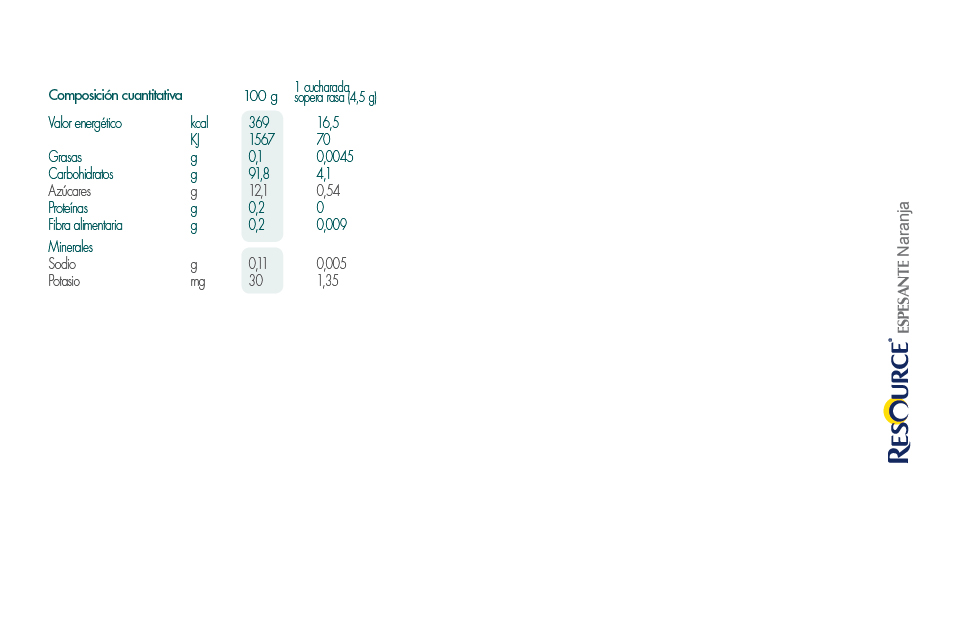 Composición cuantitativa 100 g 1 cucharada sopera rasa (4,5 g)
Valor energético kcal 369 16,5
KJ 1567 70
Grasas g 0,1 0,0045
Carbohidratos g 91,8 4,1
Azúcares g 12,1 0,54
Proteínas g 0,2 0
Fibra alimentaria g 0,2 0,009
Minerales
Sodio g 0,11 0,005
Potasio mg 30 1,35
RESOURCE® ESPESANTE Naranja